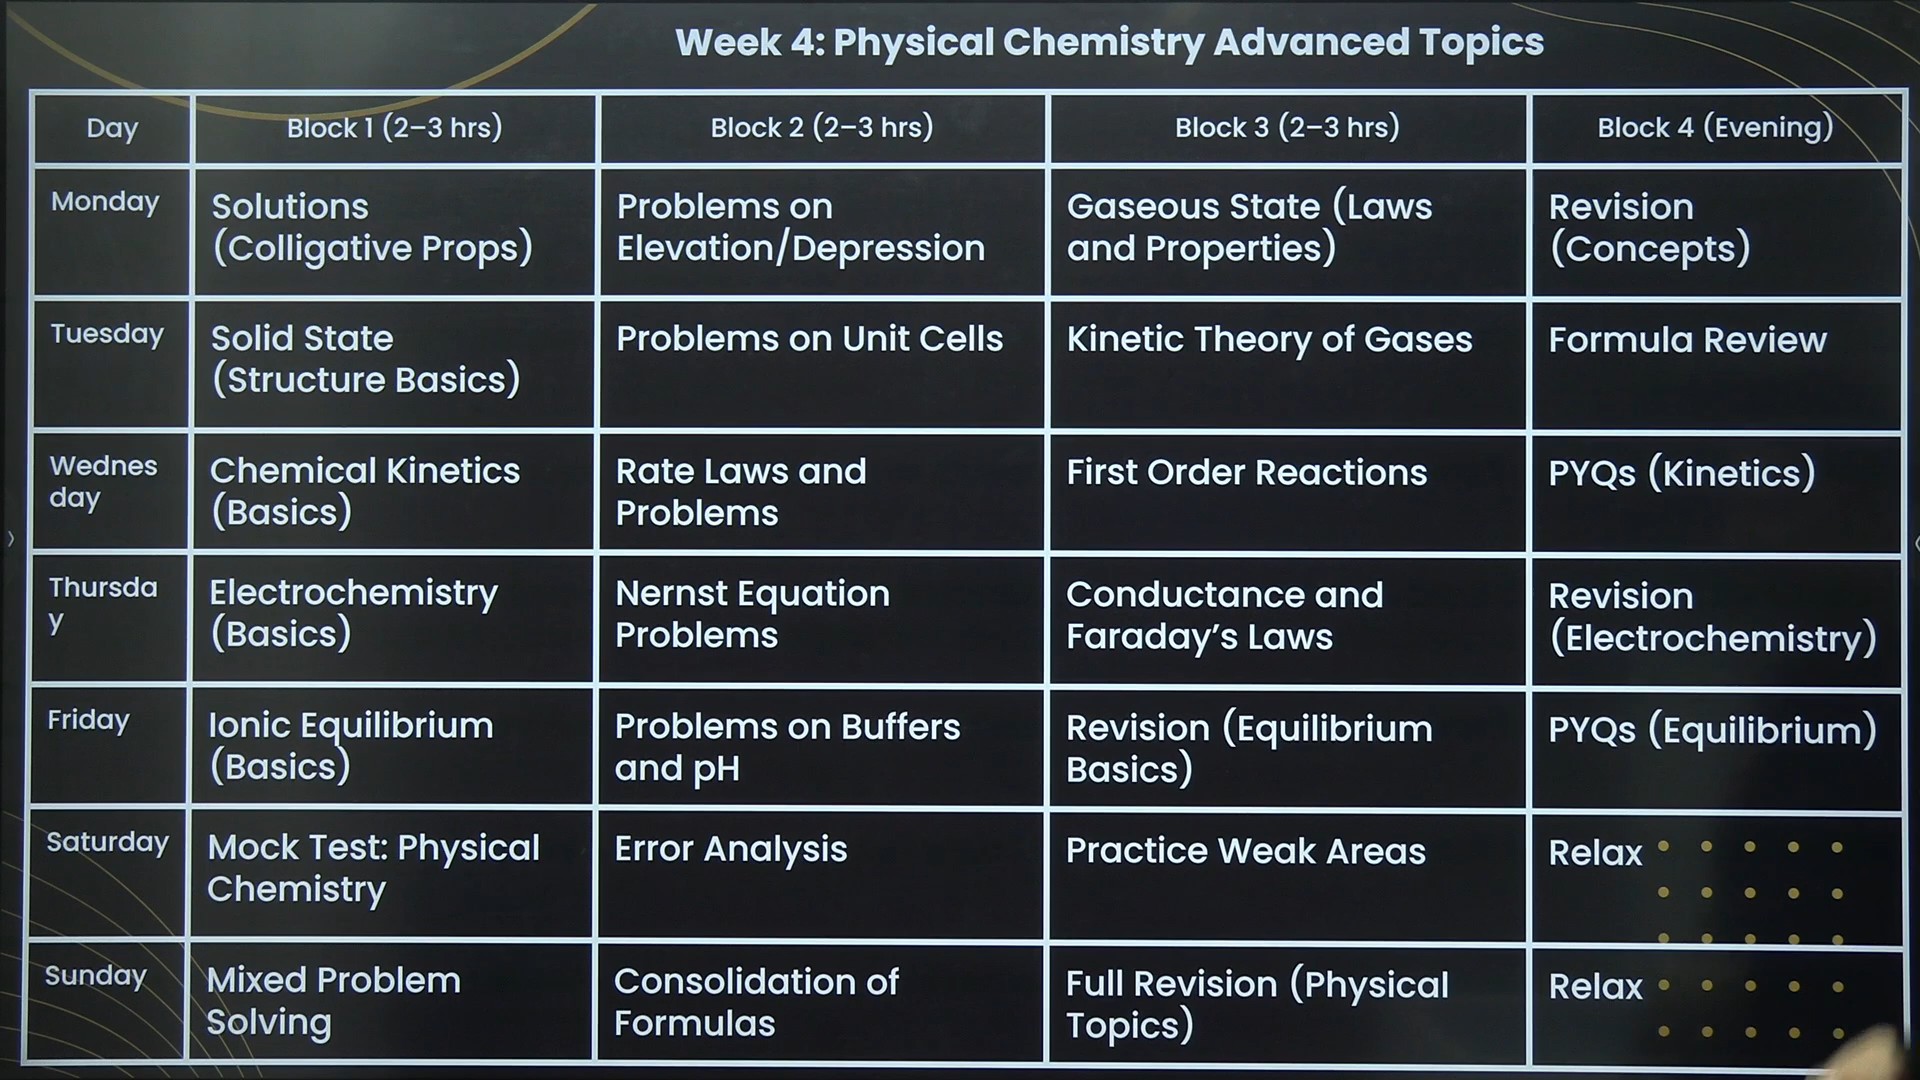 Week 4: Physical Chemistry Advanced Topics
Day
Block 1 (2–3 hrs)
Block 2 (2–3 hrs)
Block 3 (2–3 hrs)
Block 4 (Evening)
Monday
Solutions
(Colligative Props)
Problems on
Elevation/Depression
Gaseous State (Laws
and Properties)
Revision
(Concepts)
Tuesday
Solid State
(Structure Basics)
Problems on Unit Cells
Kinetic Theory of Gases
Formula Review
Wednes
day
Chemical Kinetics
(Basics)
Rate Laws and
Problems
First Order Reactions
PYQs (Kinetics)
Thursda
y
Electrochemistry
(Basics)
Nernst Equation
Problems
Conductance and
Faraday’s Laws
Revision
(Electrochemistry)
Friday
Ionic Equilibrium
(Basics)
Problems on Buffers
and pH
Revision (Equilibrium
Basics)
PYQs (Equilibrium)
Saturday
Mock Test: Physical
Chemistry
Error Analysis
Practice Weak Areas
Relax
Sunday
Mixed Problem
Solving
Consolidation of
Formulas
Full Revision (Physical
Topics)
Relax